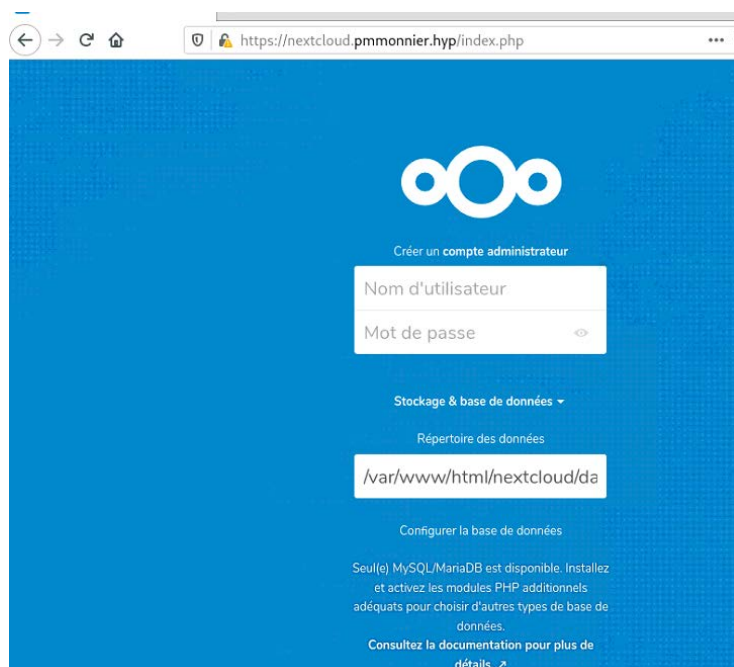 https://nextcloud.pmmonnier.hyp/index.php
Créer un compte administrateur
Nom d'utilisateur
Mot de passe
Stockage & base de données
Répertoire des données
/var/www/html/nextcloud/da
Configurer la base de données
Seul(e) MySQL/MariaDB est disponible. Installez
et activez les modules PHP additionnels
adéquats pour choisir d'autres types de base de
données.
Consultez la documentation pour plus de
détails.